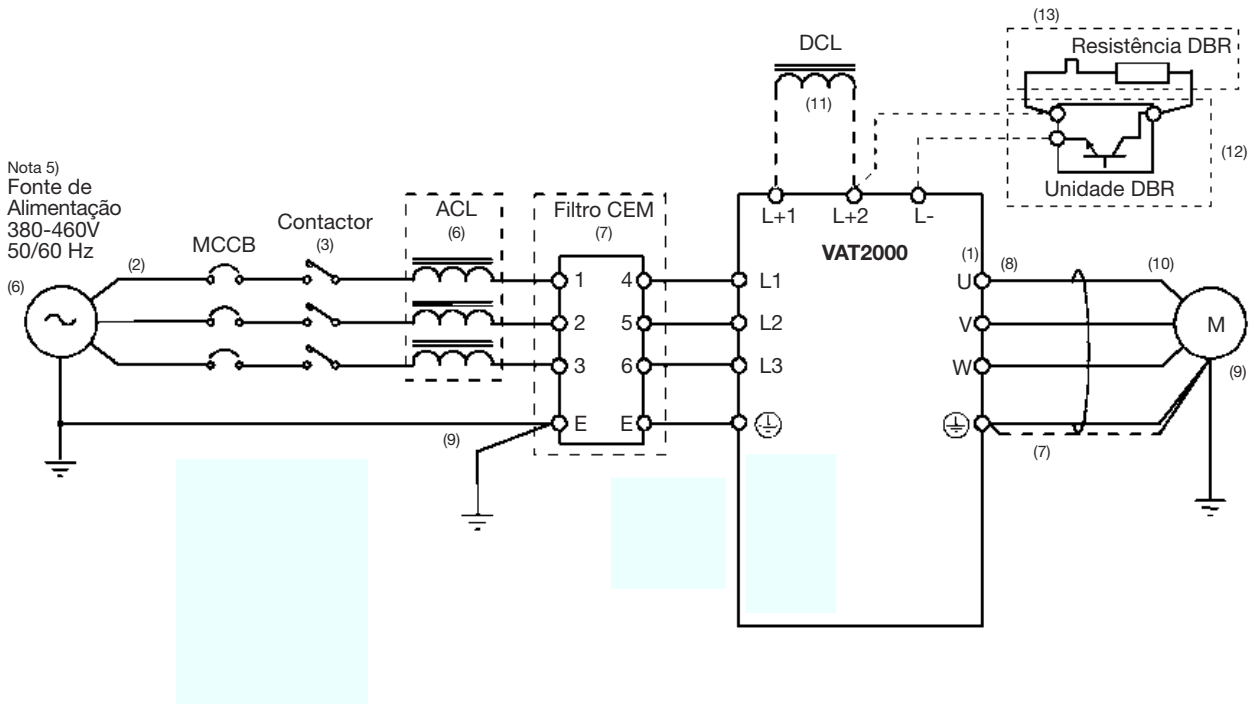 (13)
Resistência DBR
DCL
(11)
(12)
Unidade DBR
Nota 5)
Fonte de
Alimentação
380-460V
50/60 Hz
(6)
(2)
MCCB
Contactor
(3)
ACL
(6)
Filtro CEM
(7)
L+1
L+2
L-
VAT2000
(1)
(8)
(10)
1
4
L1
U
2
5
L2
V
M
3
6
L3
W
(9)
E
E
(9)
(7)